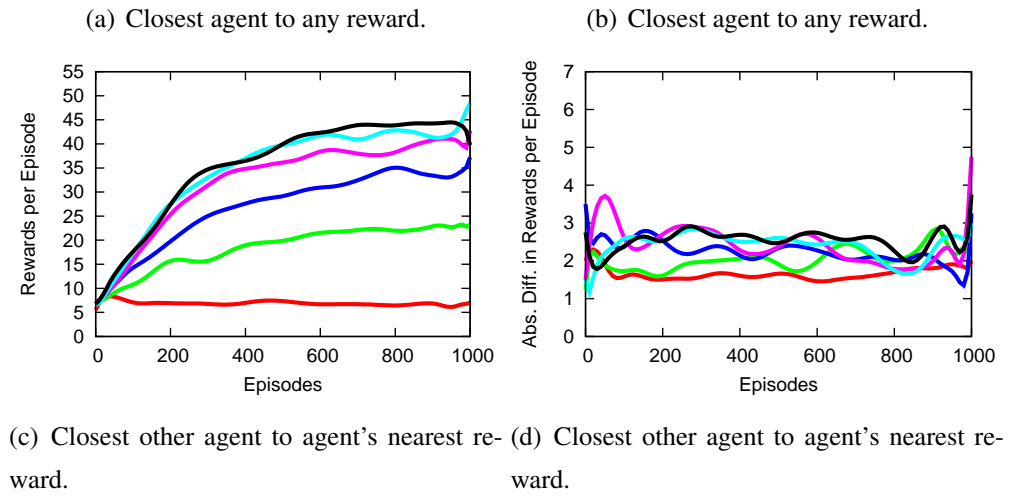 (a) Closest agent to any reward.
(b) Closest agent to any reward.
55
50
45
40
35
30
25
20
15
10
5
0
Rewards per Episode
0 200 400 600 800 1000
Episodes
7
6
5
4
3
2
1
0
Abs. Diff. in Rewards per Episode
0 200 400 600 800 1000
Episodes
(c) Closest other agent to agent's nearest re-
ward.
(d) Closest other agent to agent's nearest re-
ward.